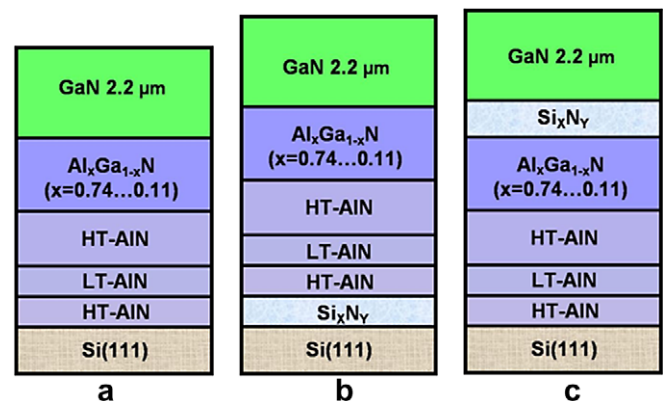 GaN 2.2 µm
AlₓGa₁₋ₓN
(x=0.74...0.11)
HT-AlN
LT-AlN
HT-AlN
Si(111)
a
GaN 2.2 µm
AlₓGa₁₋ₓN
(x=0.74...0.11)
HT-AlN
LT-AlN
HT-AlN
SiXNY
Si(111)
b
GaN 2.2 µm
SiXNY
AlₓGa₁₋ₓN
(x=0.74...0.11)
HT-AlN
LT-AlN
HT-AlN
Si(111)
c